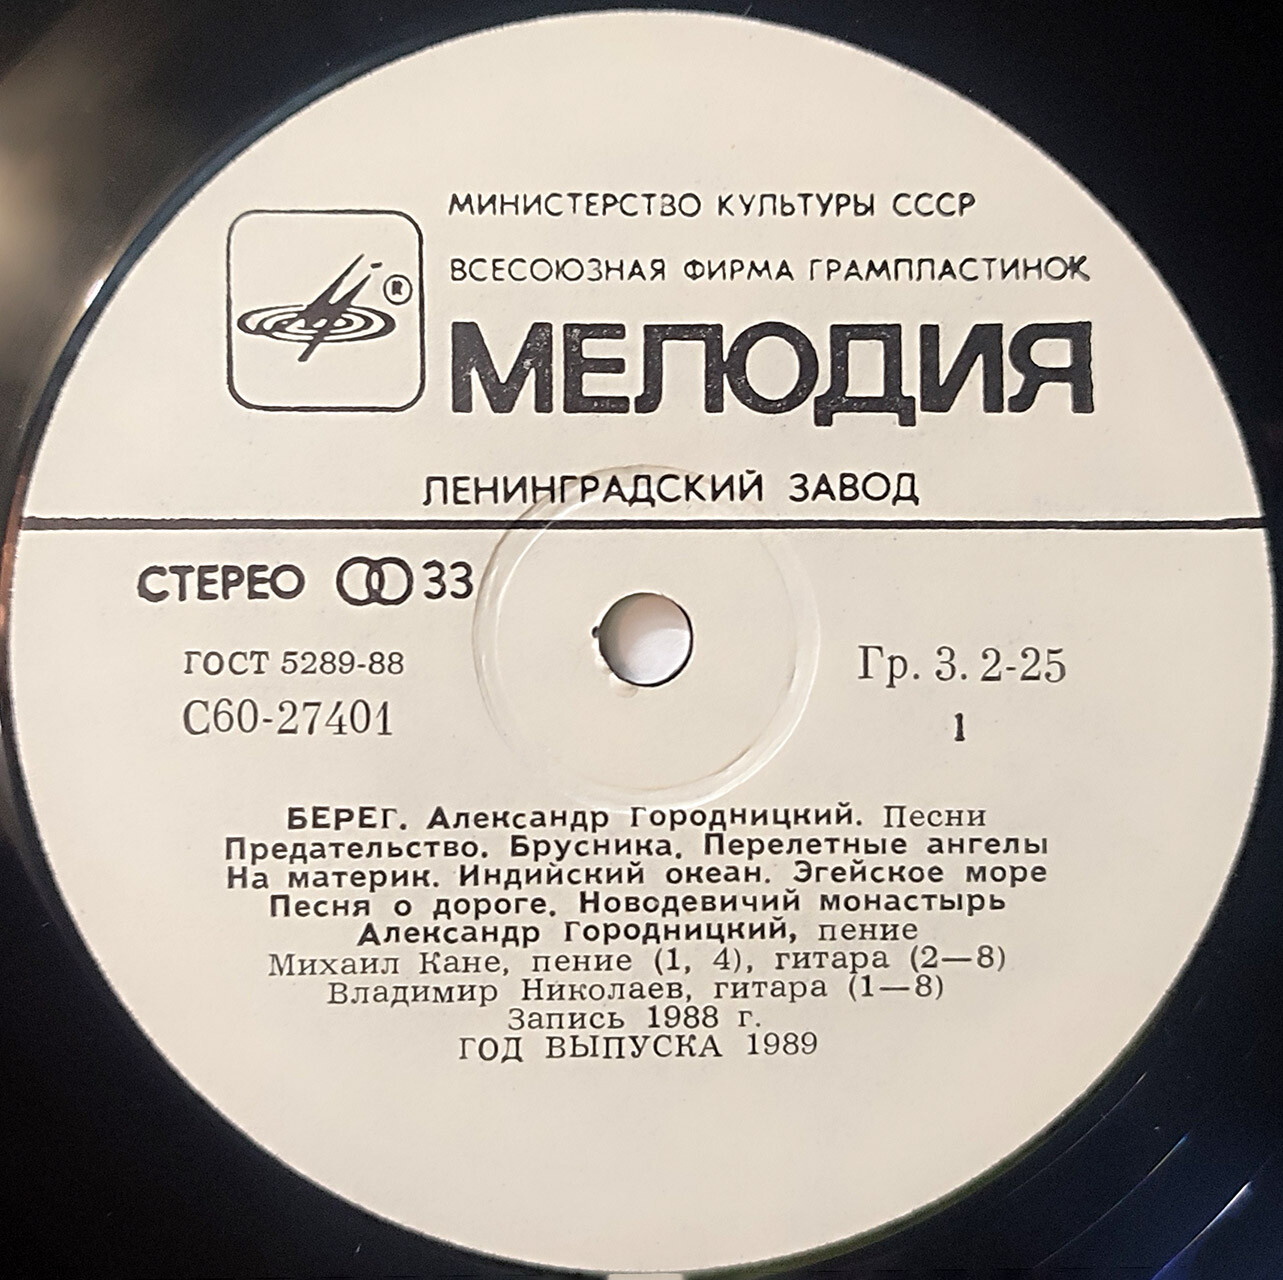 МИНИСТЕРСТВО КУЛЬТУРЫ СССР
ВСЕСОЮЗНАЯ ФИРМА ГРАМПЛАСТИНОК
®
МЕЛОДИЯ
ЛЕНИНГРАДСКИЙ ЗАВОД
СТЕРЕО 33
ГОСТ 5289-88
Гр. 3. 2-25
С60-27401
1
БЕРЕГ. Александр Городницкий. Песни
Предательство. Брусника. Перелетные ангелы
На материк. Индийский океан. Эгейское море
Песня о дороге. Новодевичий монастырь
Александр Городницкий, пение
Михаил Кане, пение (1, 4), гитара (2—8)
Владимир Николаев, гитара (1—8)
Запись 1988 г.
ГОД ВЫПУСКА 1989